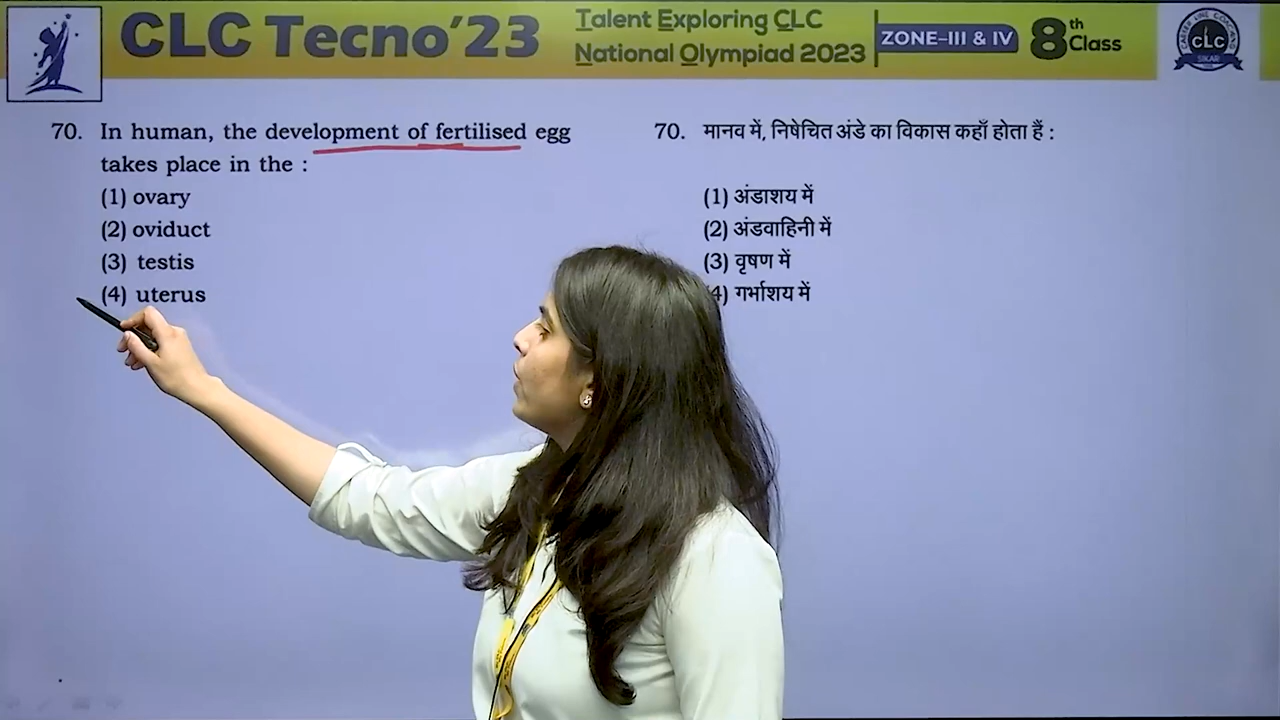 CLC Tecno'23
Talent Exploring CLC
National Olympiad 2023
ZONE-III & IV
8th Class
CLC
SIKAR
70. In human, the development of fertilised egg
takes place in the :
(1) ovary
(2) oviduct
(3) testis
(4) uterus
70. मानव में, निषेचित अंडे का विकास कहाँ होता हैं :
(1) अंडाशय में
(2) अंडवाहिनी में
(3) वृषण में
4) गर्भाशय में